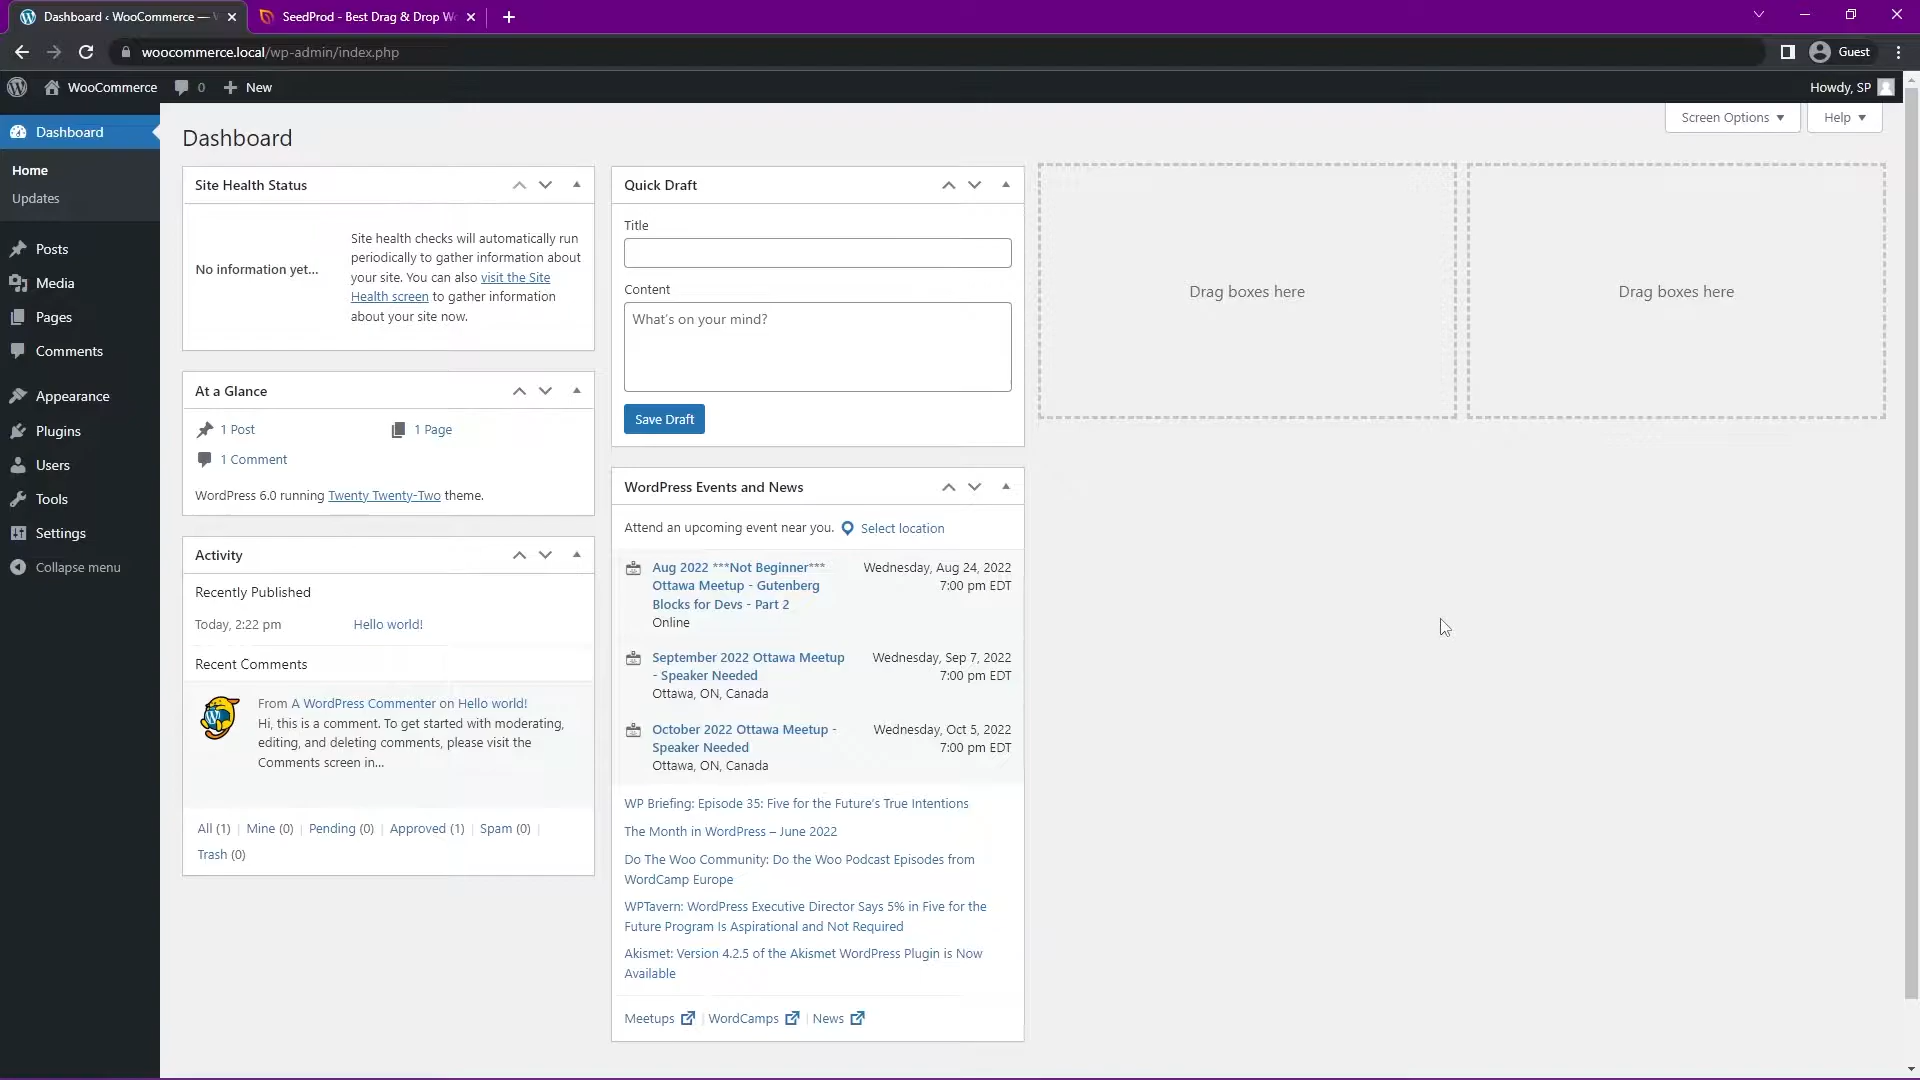 Dashboard ‹ WooCommerce —
SeedProd - Best Drag & Drop W
woocommerce.local/wp-admin/index.php
Guest
WooCommerce
0
New
Howdy, SP
Dashboard
Home
Updates
Posts
Media
Pages
Comments
Appearance
Plugins
Users
Tools
Settings
Collapse menu
Screen Options
Help
Dashboard
Site Health Status
No information yet...
Site health checks will automatically run
periodically to gather information about
your site. You can also visit the Site
Health screen to gather information
about your site now.
At a Glance
1 Post
1 Page
1 Comment
WordPress 6.0 running Twenty Twenty-Two theme.
Activity
Recently Published
Today, 2:22 pm
Hello world!
Recent Comments
From A WordPress Commenter on Hello world!
Hi, this is a comment. To get started with moderating,
editing, and deleting comments, please visit the
Comments screen in...
All (1) | Mine (0) | Pending (0) | Approved (1) | Spam (0) |
Trash (0)
Quick Draft
Title
Content
What's on your mind?
Save Draft
WordPress Events and News
Attend an upcoming event near you. Select location
Aug 2022 ***Not Beginner***
Ottawa Meetup - Gutenberg
Blocks for Devs - Part 2
Online
Wednesday, Aug 24, 2022
7:00 pm EDT
September 2022 Ottawa Meetup
- Speaker Needed
Ottawa, ON, Canada
Wednesday, Sep 7, 2022
7:00 pm EDT
October 2022 Ottawa Meetup -
Speaker Needed
Ottawa, ON, Canada
Wednesday, Oct 5, 2022
7:00 pm EDT
WP Briefing: Episode 35: Five for the Future's True Intentions
The Month in WordPress – June 2022
Do The Woo Community: Do the Woo Podcast Episodes from
WordCamp Europe
WPTavern: WordPress Executive Director Says 5% in Five for the
Future Program Is Aspirational and Not Required
Akismet: Version 4.2.5 of the Akismet WordPress Plugin is Now
Available
Meetups | WordCamps | News
Drag boxes here
Drag boxes here